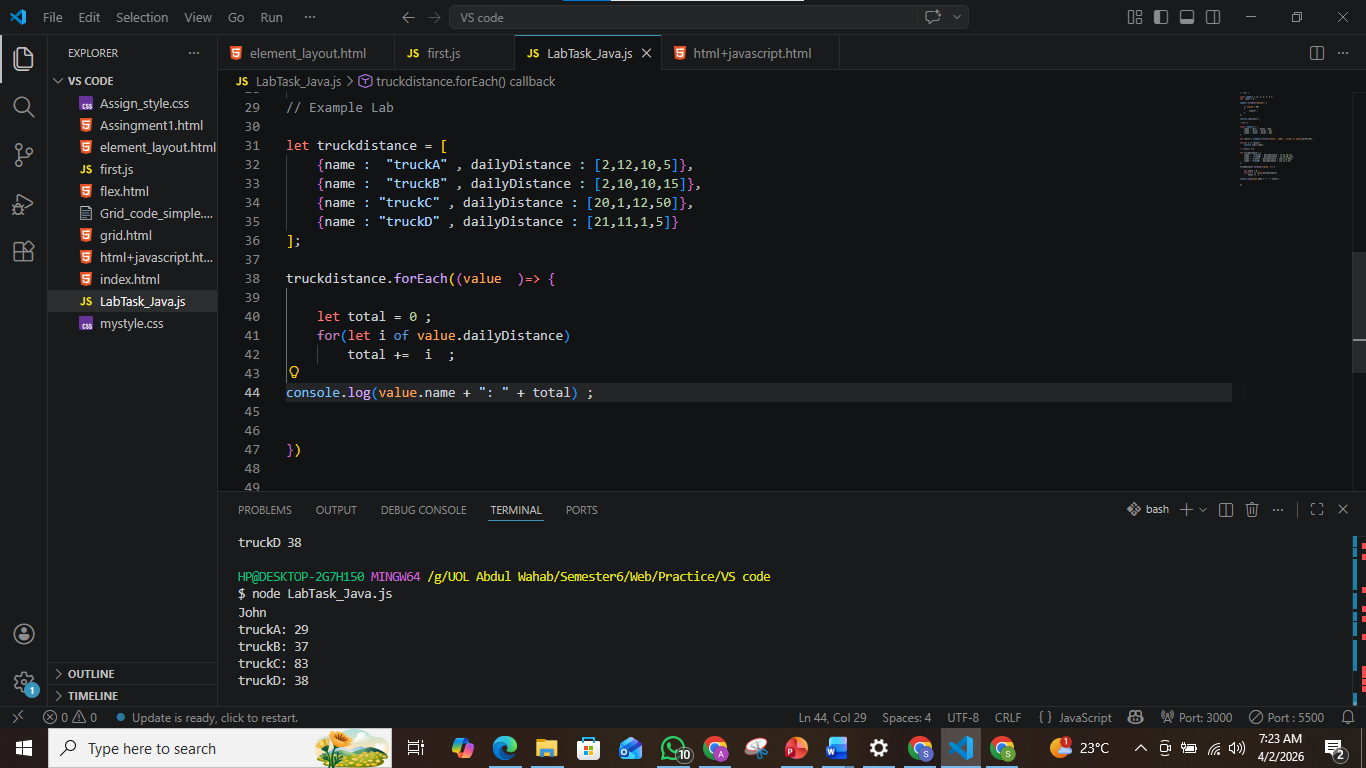 File Edit Selection View Go Run ···
VS code
EXPLORER ···
VS CODE
Assign_style.css
Assingment1.html
element_layout.html
first.js
flex.html
Grid_code_simple....
grid.html
html+javascript.ht...
index.html
JS LabTask_Java.js
mystyle.css
OUTLINE
TIMELINE
element_layout.html
JS first.js
JS LabTask_Java.js
html+javascript.html
JS LabTask_Java.js > truckdistance.forEach() callback
29 // Example Lab
30
31 let truckdistance = [
32 {name :  "truckA" , dailyDistance : [2,12,10,5]},
33 {name :  "truckB" , dailyDistance : [2,10,10,15]},
34 {name : "truckC" , dailyDistance : [20,1,12,50]},
35 {name : "truckD" , dailyDistance : [21,11,1,5]}
36 ];
37
38 truckdistance.forEach((value  )=> {
39
40 let total = 0 ;
41 for(let i of value.dailyDistance)
42 total +=  i  ;
43
44 console.log(value.name + ": " + total) ;
45
46
47 })
48
49
PROBLEMS OUTPUT DEBUG CONSOLE TERMINAL PORTS
bash
truckD 38
HP@DESKTOP-2G7H150 MINGW64 /g/UOL Abdul Wahab/Semester6/Web/Practice/VS code
$ node LabTask_Java.js
John
truckA: 29
truckB: 37
truckC: 83
truckD: 38
1
0 0 Update is ready, click to restart.
Ln 44, Col 29 Spaces: 4 UTF-8 CRLF { } JavaScript Port: 3000 Port : 5500
Type here to search
10
1
23°C
7:23 AM
4/2/2026
2